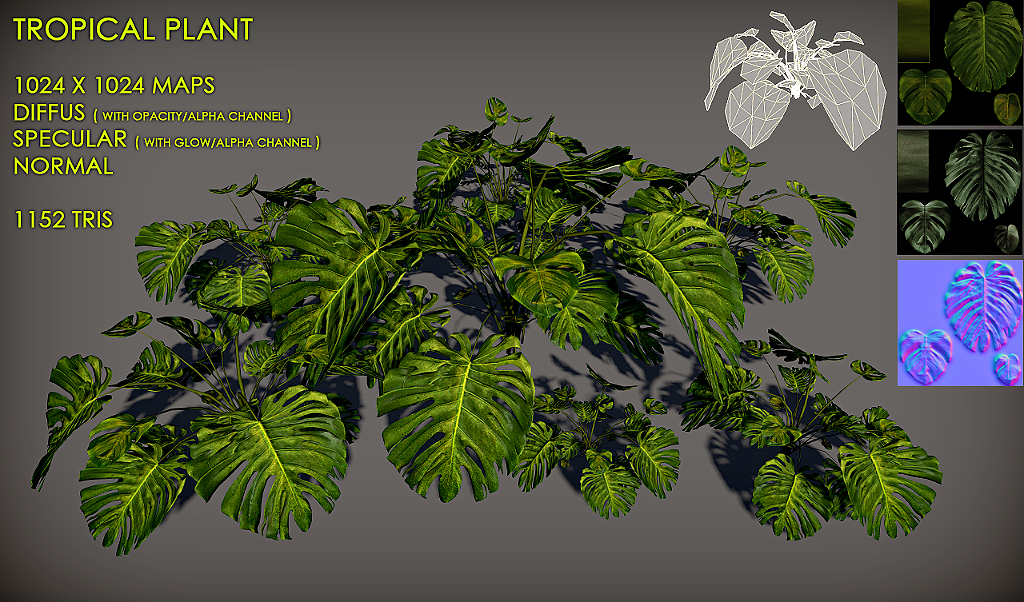 TROPICAL PLANT
1024 X 1024 MAPS
DIFFUS ( WITH OPACITY/ALPHA CHANNEL )
SPECULAR ( WITH GLOW/ALPHA CHANNEL )
NORMAL
1152 TRIS